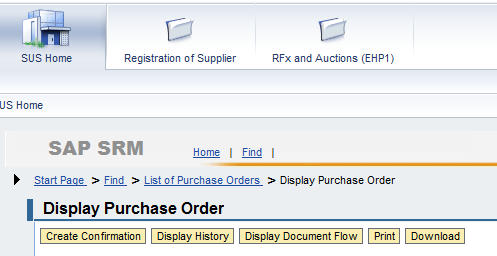 SUS Home Registration of Supplier RFx and Auctions (EHP1)
US Home
SAP SRM Home | Find |
Start Page > Find > List of Purchase Orders > Display Purchase Order
Display Purchase Order
Create Confirmation Display History Display Document Flow Print Download